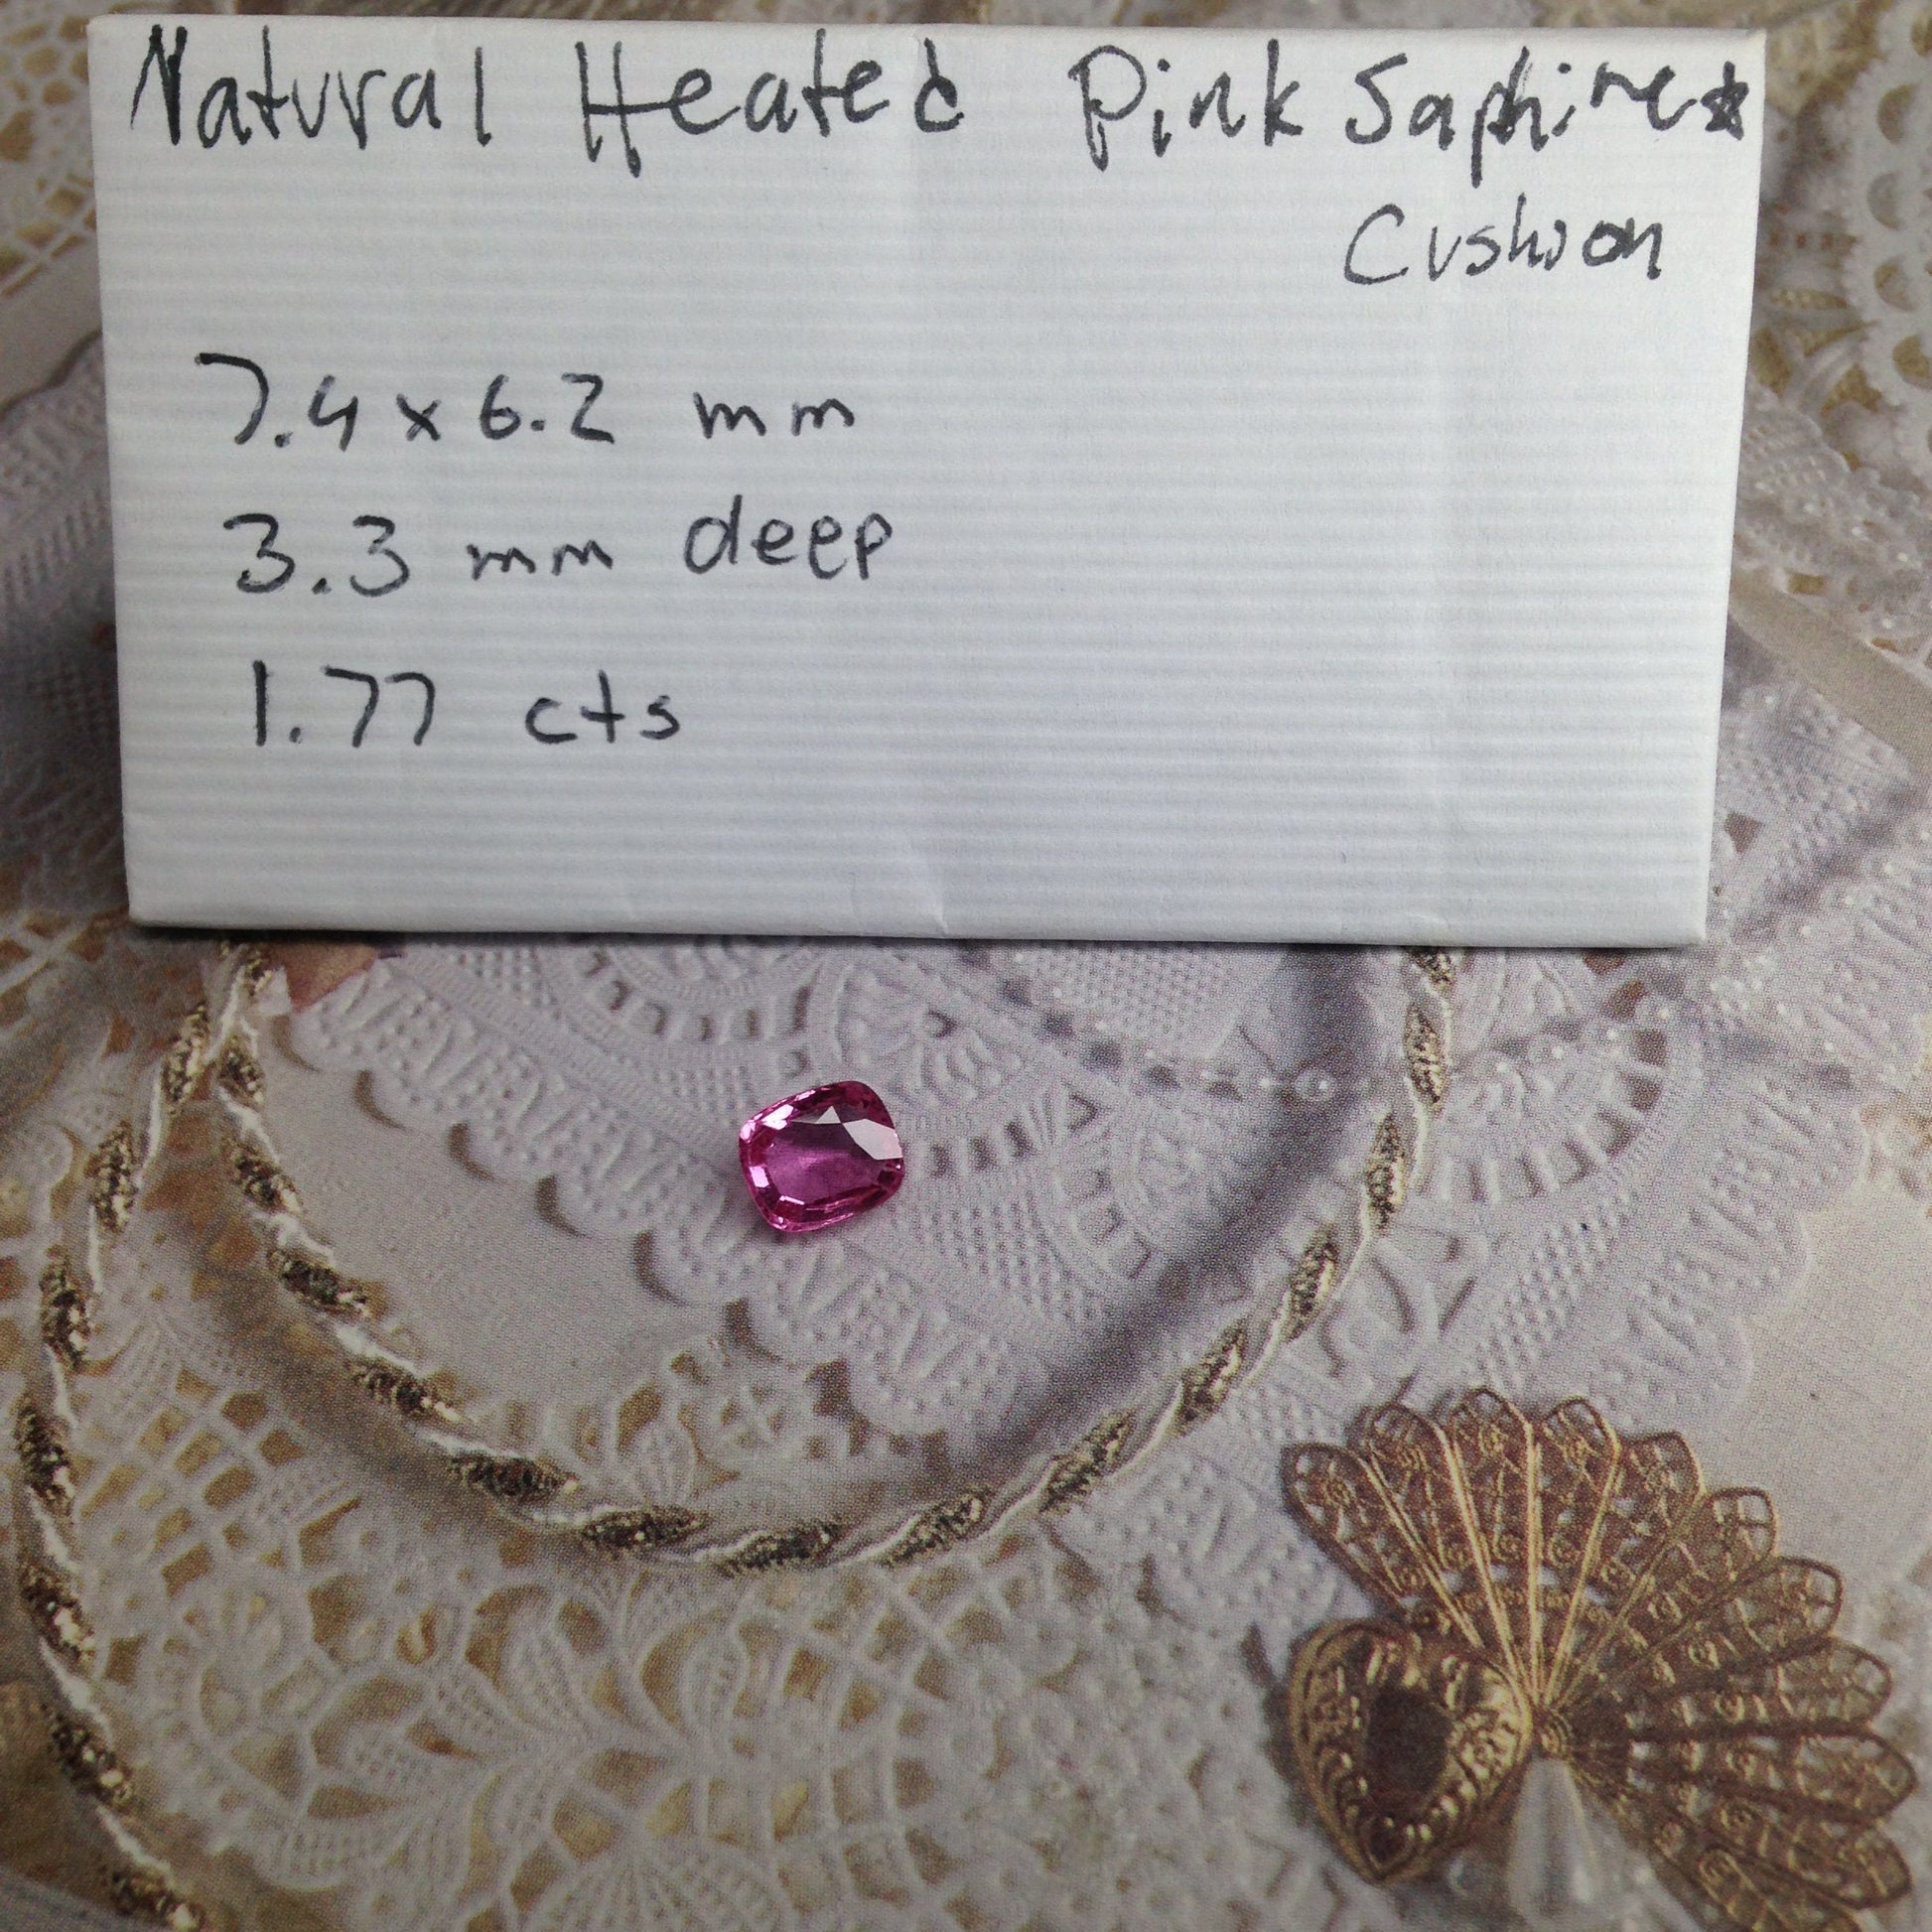 Natural Heated Pink Saphire
Cushion
7.4 x 6.2 mm
3.3 mm deep
1.77 cts